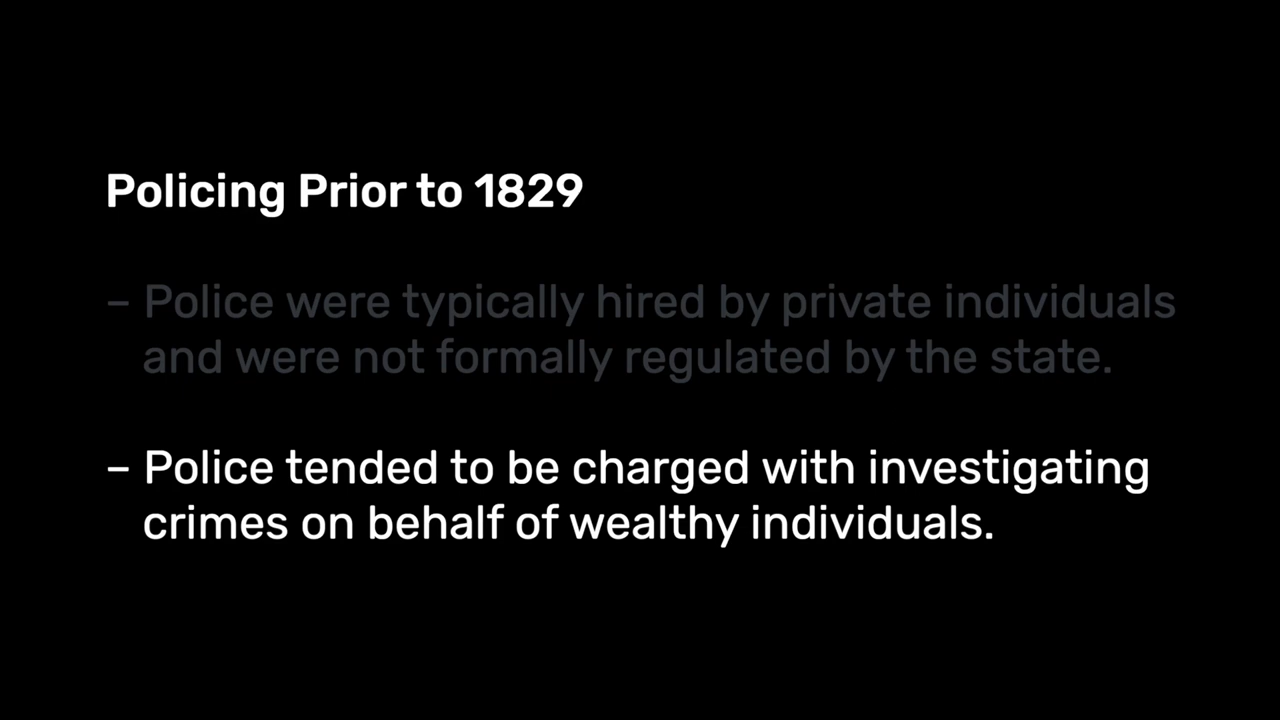 Policing Prior to 1829
– Police were typically hired by private individuals
and were not formally regulated by the state.
– Police tended to be charged with investigating
crimes on behalf of wealthy individuals.